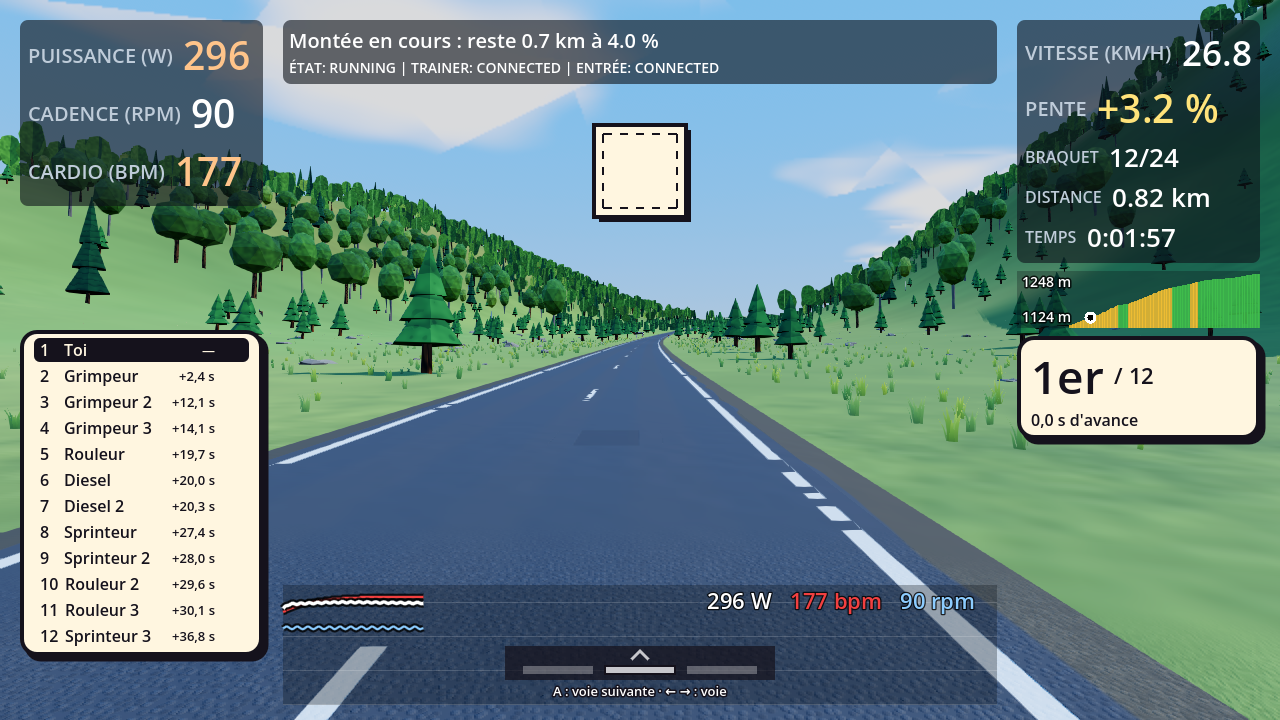 PUISSANCE (W) 296
CADENCE (RPM) 90
CARDIO (BPM) 177
Montée en cours : reste 0.7 km à 4.0 %
ÉTAT: RUNNING | TRAINER: CONNECTED | ENTRÉE: CONNECTED
VITESSE (KM/H) 26.8
PENTE +3.2 %
BRAQUET 12/24
DISTANCE 0.82 km
TEMPS 0:01:57
1248 m
1124 m
1er / 12
0,0 s d'avance
1 Toi —
2 Grimpeur +2,4 s
3 Grimpeur 2 +12,1 s
4 Grimpeur 3 +14,1 s
5 Rouleur +19,7 s
6 Diesel +20,0 s
7 Diesel 2 +20,3 s
8 Sprinteur +27,4 s
9 Sprinteur 2 +28,0 s
10 Rouleur 2 +29,6 s
11 Rouleur 3 +30,1 s
12 Sprinteur 3 +36,8 s
296 W 177 bpm 90 rpm
A : voie suivante · ← → : voie